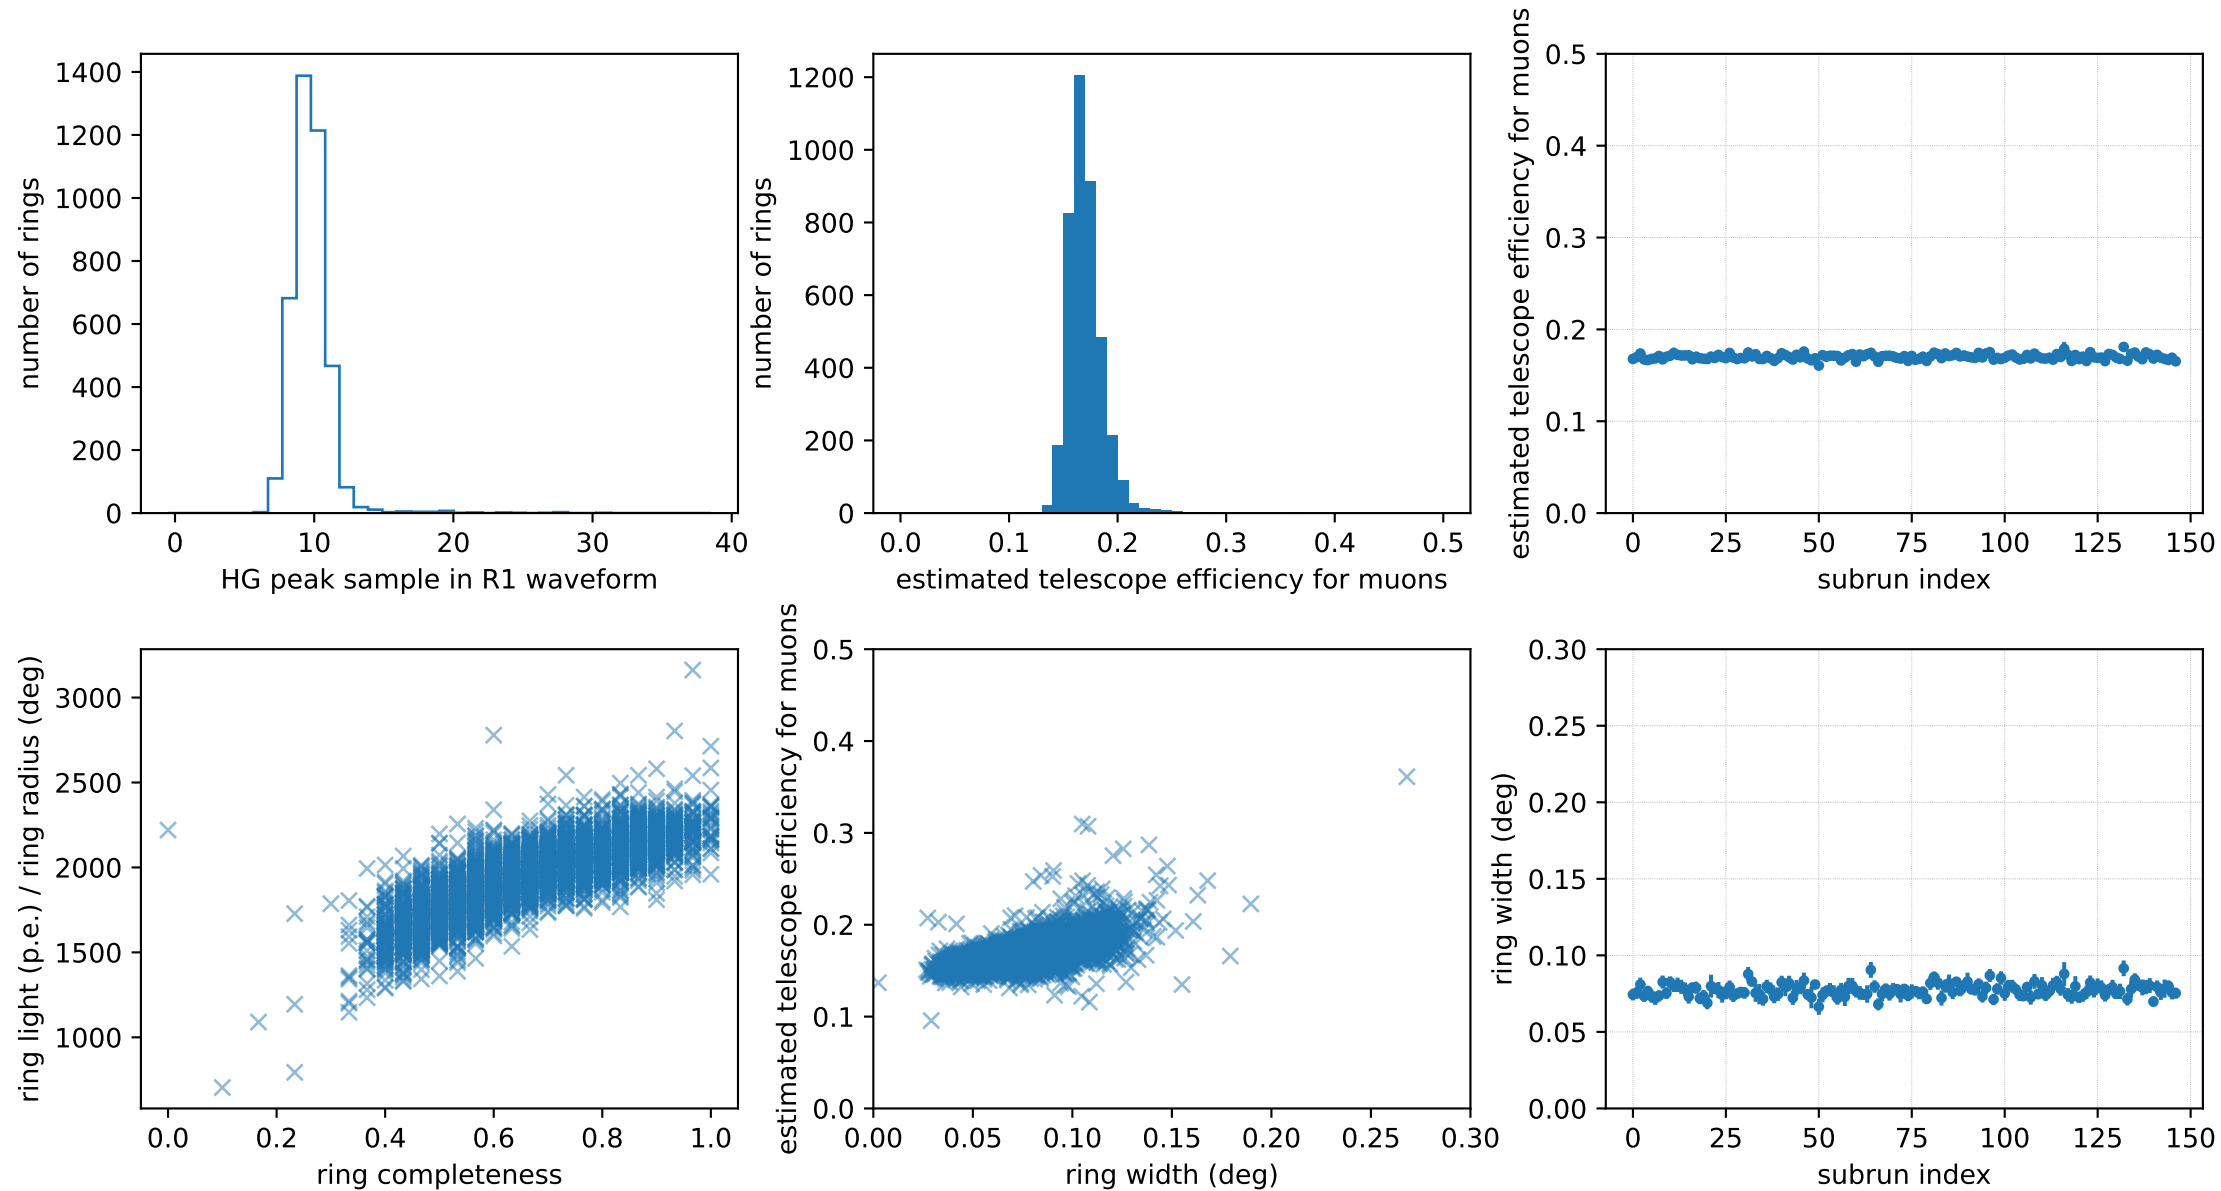 number of rings
1400
1200
1000
800
600
400
200
0
0 10 20 30 40
HG peak sample in R1 waveform
number of rings
1200
1000
800
600
400
200
0
0.0 0.1 0.2 0.3 0.4 0.5
estimated telescope efficiency for muons
estimated telescope efficiency for muons
0.5
0.4
0.3
0.2
0.1
0.0
0 25 50 75 100 125 150
subrun index
ring light (p.e.) / ring radius (deg)
3000
2500
2000
1500
1000
0.0 0.2 0.4 0.6 0.8 1.0
ring completeness
estimated telescope efficiency for muons
0.5
0.4
0.3
0.2
0.1
0.0
0.00 0.05 0.10 0.15 0.20 0.25 0.30
ring width (deg)
ring width (deg)
0.30
0.25
0.20
0.15
0.10
0.05
0.00
0 25 50 75 100 125 150
subrun index